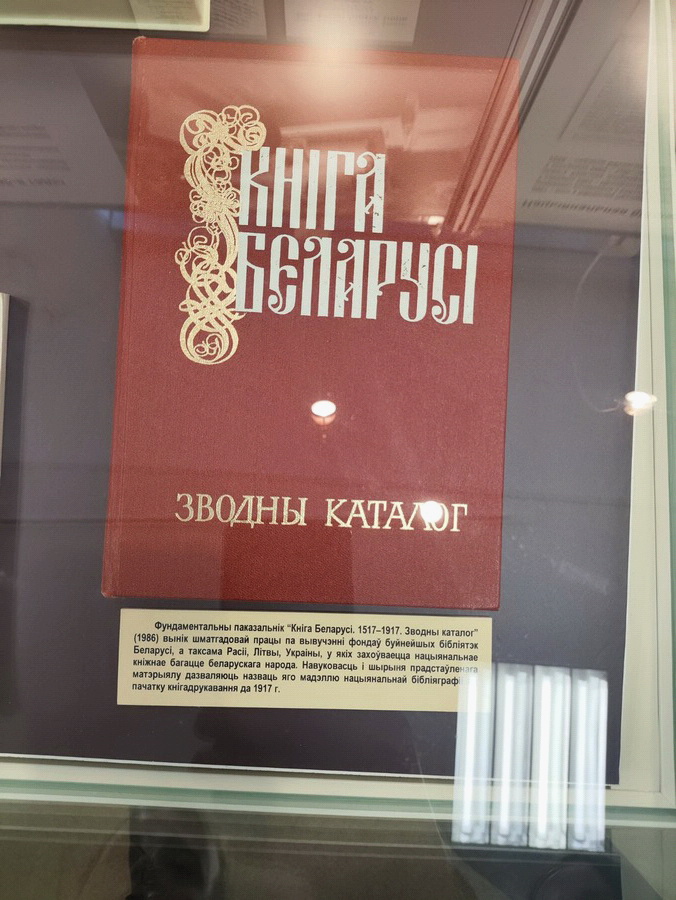 КНІГА
БЕЛАРУСІ
ЗВОДНЫ КАТАЛОГ
Фундаментальны паказальнік “Кніга Беларусі. 1517–1917. Зводны каталог”
(1986) вынік шматгадовай працы па вывучэнні фондаў буйнейшых бібліятэк
Беларусі, а таксама Расіі, Літвы, Украіны, у якіх захоўваецца нацыянальнае
кніжнае багацце беларускага народа. Навуковасць і шырыня прадстаўленага
матэрыялу дазваляюць назваць яго мадэллю нацыянальнай бібліяграфіі
пачатку кнігадрукавання да 1917 г.